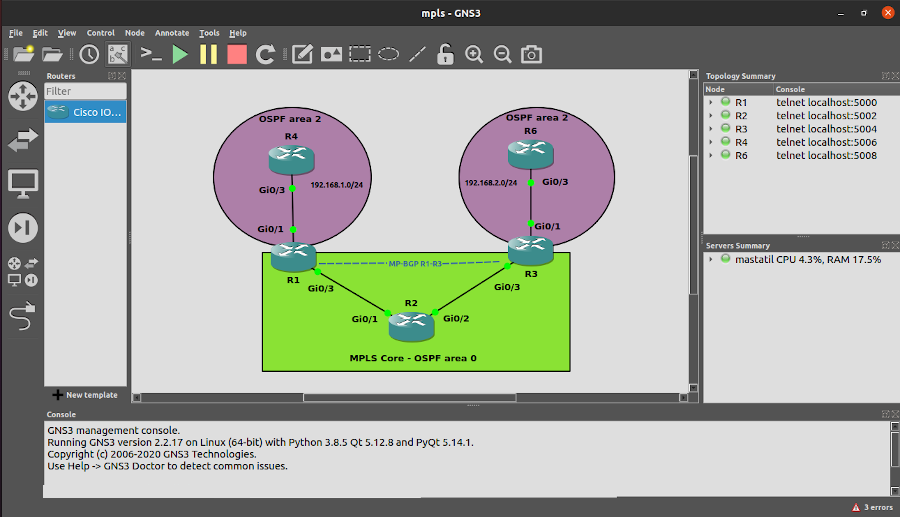 mpls - GNS3
File Edit View Control Node Annotate Tools Help
Routers
Filter
Cisco IO...
New template
OSPF area 2
R4
Gi0/3
192.168.1.0/24
Gi0/1
R1
OSPF area 2
R6
Gi0/3
192.168.2.0/24
Gi0/1
R3
MP-BGP R1-R3
Gi0/3
Gi0/3
R2
Gi0/1
Gi0/2
MPLS Core - OSPF area 0
Topology Summary
Node Console
R1 telnet localhost:5000
R2 telnet localhost:5002
R3 telnet localhost:5004
R4 telnet localhost:5006
R6 telnet localhost:5008
Servers Summary
mastatil CPU 4.3%, RAM 17.5%
Console
GNS3 management console.
Running GNS3 version 2.2.17 on Linux (64-bit) with Python 3.8.5 Qt 5.12.8 and PyQt 5.14.1.
Copyright (c) 2006-2020 GNS3 Technologies.
Use Help -> GNS3 Doctor to detect common issues.
3 errors